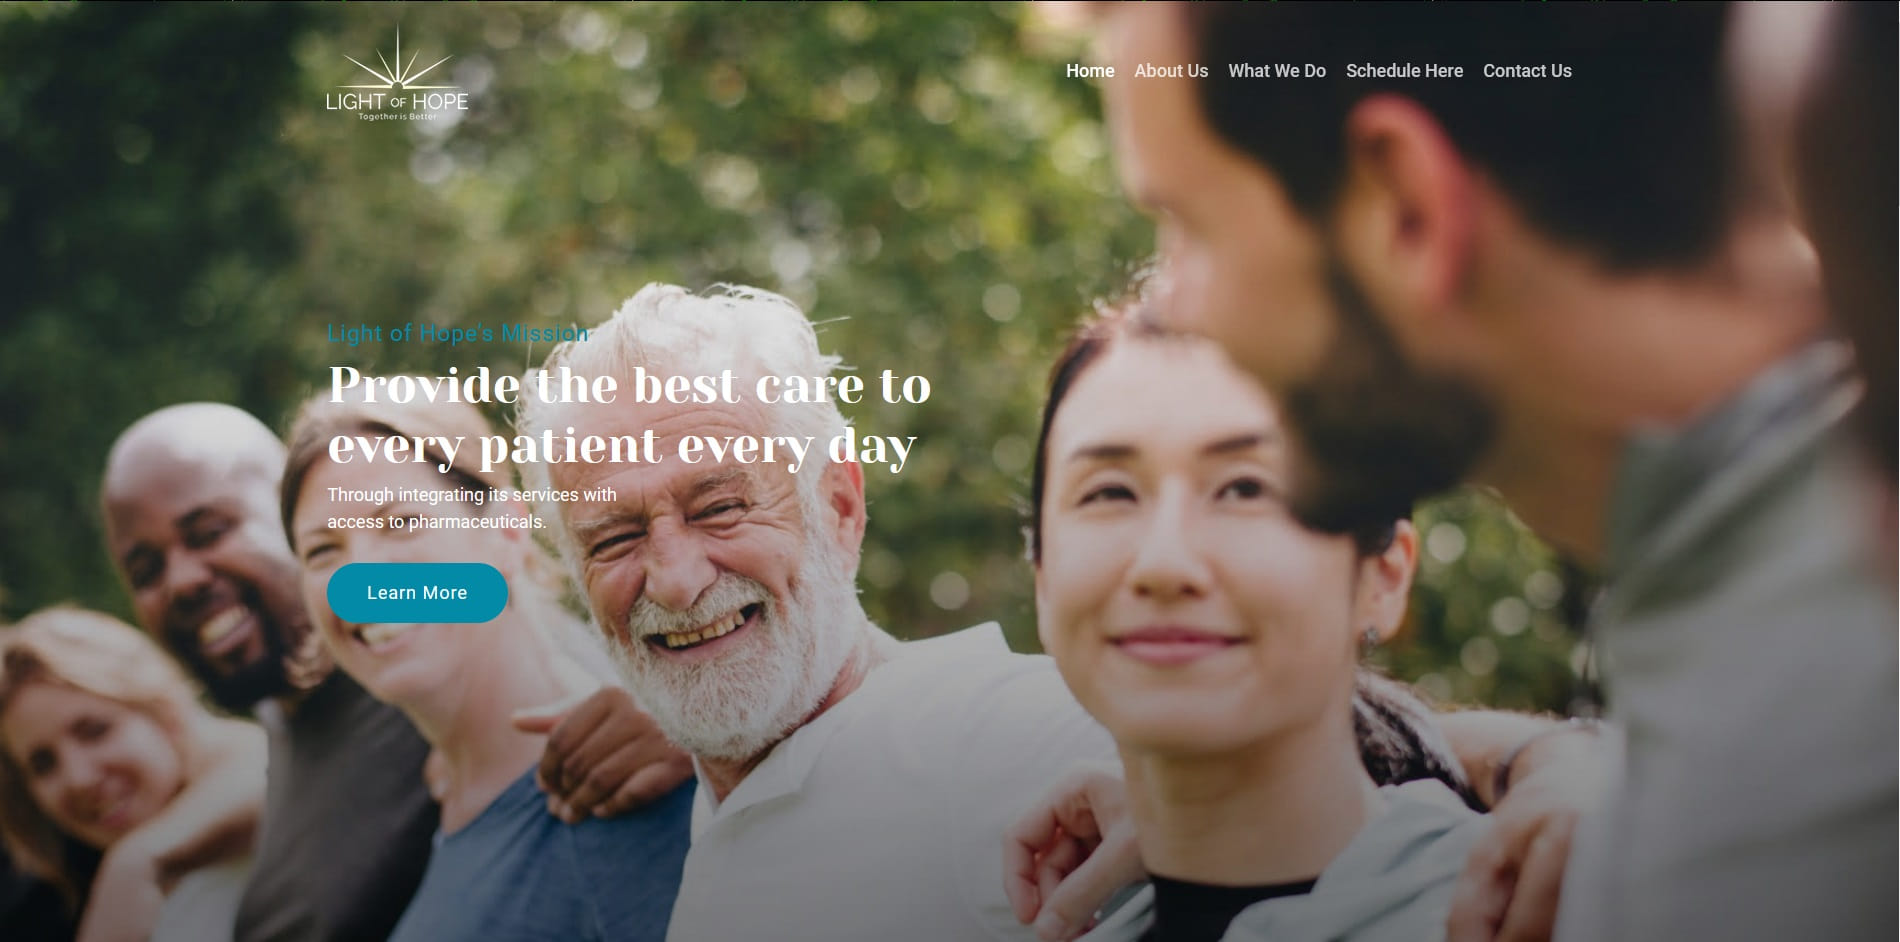 LIGHT OF HOPE
Together is Better
Home About Us What We Do Schedule Here Contact Us
Light of Hope's Mission
Provide the best care to
every patient every day
Through integrating its services with
access to pharmaceuticals.
Learn More